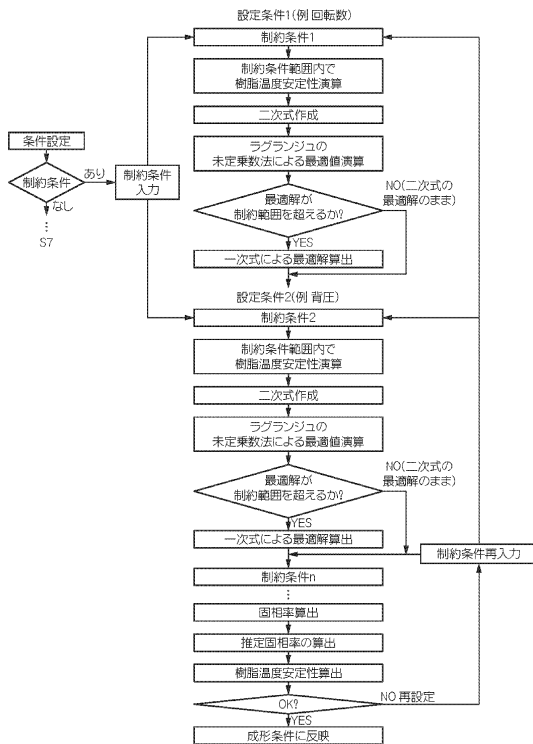 設定条件1(例 回転数)
制約条件1
制約条件範囲内で
樹脂温度安定性演算
二次式作成
条件設定
ラグランジュの
未定乗数法による最適値演算
制約条件
あり
制約条件
入力
なし
⋮
S7
最適解が
制約範囲を超えるか?
NO(二次式の
最適解のまま)
YES
一次式による最適解算出
設定条件2(例 背圧)
制約条件2
制約条件範囲内で
樹脂温度安定性演算
二次式作成
ラグランジュの
未定乗数法による最適値演算
最適解が
制約範囲を超えるか?
NO(二次式の
最適解のまま)
YES
一次式による最適解算出
制約条件再入力
制約条件n
⋮
固相率算出
推定固相率の算出
樹脂温度安定性算出
OK?
NO 再設定
YES
成形条件に反映